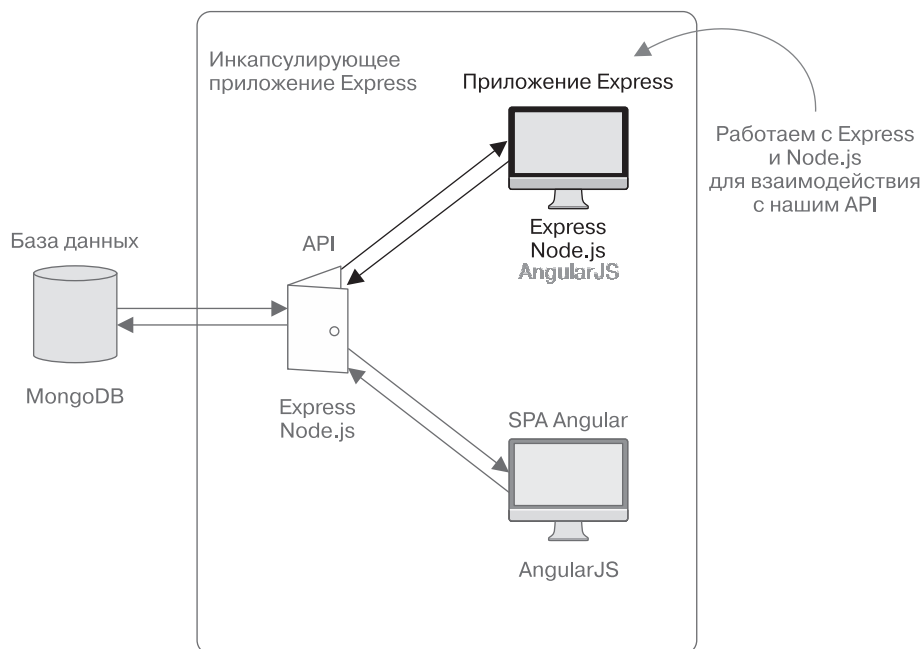 Инкапсулирующее
приложение Express
Приложение Express
Работаем с Express
и Node.js
для взаимодействия
с нашим API
Express
Node.js
AngularJS
База данных
API
MongoDB
Express
Node.js
SPA Angular
AngularJS